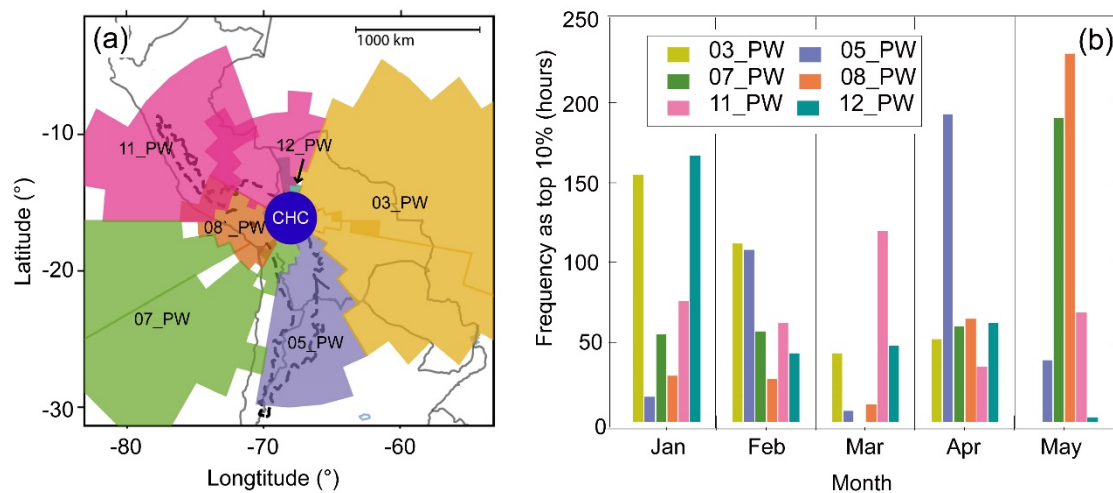 (a)
1000 km
11_PW
12_PW
03_PW
08_PW
CHC
07_PW
05_PW
-10
-20
-30
Latitude (°)
-80
-70
-60
Longtitude (°)
(b)
03_PW 05_PW
07_PW 08_PW
11_PW 12_PW
250
200
150
100
50
0
Frequency as top 10% (hours)
Jan Feb Mar Apr May
Month